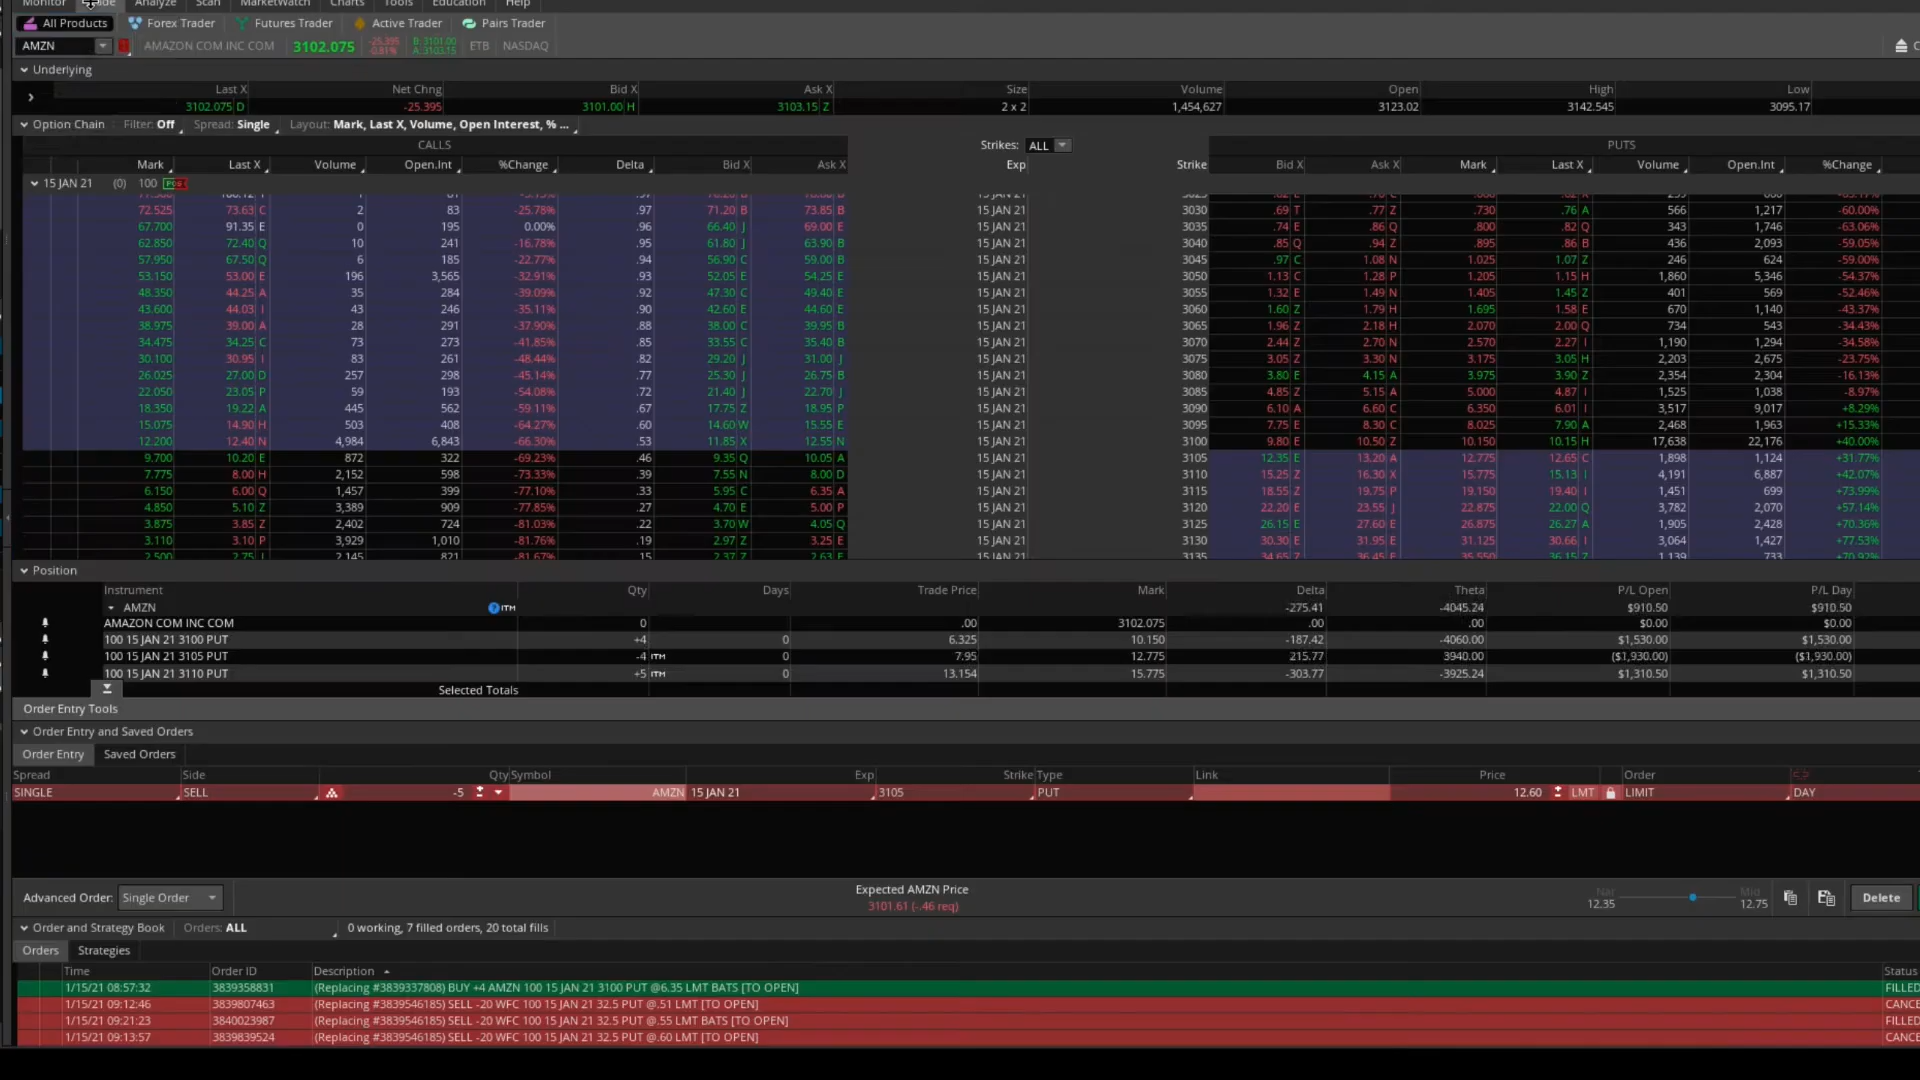 Monitor Trade Analyze Scan MarketWatch Charts Tools Education Help
All Products Forex Trader Futures Trader Active Trader Pairs Trader
AMZN AMAZON COM INC COM 3102.075 -25.395 -0.81% B: 3101.00 A: 3103.15 ETB NASDAQ
Underlying
Last X Net Chng Bid X Ask X Size Volume Open High Low
3102.075 D -25.395 3101.00 H 3103.15 Z 2 x 2 1,454,627 3123.02 3142.545 3095.17
Option Chain Filter: Off Spread: Single Layout: Mark, Last X, Volume, Open Interest, % ...
CALLS Strikes: ALL PUTS
Mark Last X Volume Open.Int %Change Delta Bid X Ask X Exp Strike Bid X Ask X Mark Last X Volume Open.Int %Change
15 JAN 21 (0) 100
72.525 73.63 C 2 83 -25.78% .97 71.20 B 73.85 B 15 JAN 21 3030 .69 T .77 Z .730 .76 A 566 1,217 -60.00%
67.700 91.35 E 0 195 0.00% .96 66.40 J 69.00 E 15 JAN 21 3035 .74 E .86 Q .800 .82 Q 343 1,746 -63.06%
62.850 72.40 Q 10 241 -16.78% .95 61.80 J 63.90 B 15 JAN 21 3040 .85 Q .94 Z .895 .86 B 436 2,093 -59.05%
57.950 67.50 Q 6 185 -22.77% .94 56.90 C 59.00 B 15 JAN 21 3045 .97 C 1.08 N 1.025 1.07 Z 246 624 -59.00%
53.150 53.00 E 196 3,565 -32.91% .93 52.05 E 54.25 E 15 JAN 21 3050 1.13 C 1.28 P 1.205 1.15 H 1,860 5,346 -54.37%
48.350 44.25 A 35 284 -39.09% .92 47.30 C 49.40 E 15 JAN 21 3055 1.32 E 1.49 N 1.405 1.45 Z 401 569 -52.46%
43.600 44.03 I 43 246 -35.11% .90 42.60 E 44.60 E 15 JAN 21 3060 1.60 Z 1.79 H 1.695 1.58 E 670 1,140 -43.37%
38.975 39.00 A 28 291 -37.90% .88 38.00 C 39.95 B 15 JAN 21 3065 1.96 Z 2.18 H 2.070 2.00 Q 734 543 -34.43%
34.475 34.25 C 73 273 -41.85% .85 33.55 C 35.40 B 15 JAN 21 3070 2.44 Z 2.70 N 2.570 2.27 I 1,190 1,294 -34.58%
30.100 30.95 I 83 261 -48.44% .82 29.20 J 31.00 J 15 JAN 21 3075 3.05 Z 3.30 N 3.175 3.05 H 2,203 2,675 -23.75%
26.025 27.00 D 257 298 -45.14% .77 25.30 J 26.75 B 15 JAN 21 3080 3.80 E 4.15 A 3.975 3.90 Z 2,354 2,304 -16.13%
22.050 23.05 P 59 193 -54.08% .72 21.40 J 22.70 J 15 JAN 21 3085 4.85 Z 5.15 A 5.000 4.87 I 1,525 1,038 -8.97%
18.350 19.22 A 445 562 -59.11% .67 17.75 Z 18.95 P 15 JAN 21 3090 6.10 A 6.60 C 6.350 6.01 I 3,517 9,017 +8.29%
15.075 14.90 H 503 408 -64.27% .60 14.60 W 15.55 E 15 JAN 21 3095 7.75 E 8.30 C 8.025 7.90 A 2,468 1,963 +15.33%
12.200 12.40 N 4,984 6,843 -66.30% .53 11.85 X 12.55 N 15 JAN 21 3100 9.80 E 10.50 Z 10.150 10.15 H 17,638 22,176 +40.00%
9.700 10.20 E 872 322 -69.23% .46 9.35 Q 10.05 A 15 JAN 21 3105 12.35 E 13.20 A 12.775 12.65 C 1,898 1,124 +31.77%
7.775 8.00 H 2,152 598 -73.33% .39 7.55 N 8.00 D 15 JAN 21 3110 15.25 Z 16.30 X 15.775 15.13 I 4,191 6,887 +42.07%
6.150 6.00 Q 1,457 399 -77.10% .33 5.95 C 6.35 A 15 JAN 21 3115 18.55 Z 19.75 P 19.150 19.40 I 1,451 699 +73.99%
4.850 5.10 Z 3,389 909 -77.85% .27 4.70 E 5.00 P 15 JAN 21 3120 22.20 E 23.55 J 22.875 22.00 Q 3,782 2,070 +57.14%
3.875 3.85 Z 2,402 724 -81.03% .22 3.70 W 4.05 Q 15 JAN 21 3125 26.15 E 27.60 E 26.875 26.27 A 1,905 2,428 +70.36%
3.110 3.10 P 3,929 1,010 -81.76% .19 2.97 Z 3.25 E 15 JAN 21 3130 30.30 E 31.95 E 31.125 30.66 I 3,064 1,427 +77.53%
2.500 2.75 2,145 821 -81.67% .15 2.37 Z 2.63 E 15 JAN 21 3135 34.65 Z 36.45 E 35.550 36.15 Z 1,139 733 +70.92%
Position
Instrument Qty Days Trade Price Mark Delta Theta P/L Open P/L Day
AMZN ITM -275.41 -4045.24 $910.50 $910.50
AMAZON COM INC COM 0 .00 3102.075 .00 .00 $0.00 $0.00
100 15 JAN 21 3100 PUT +4 0 6.325 10.150 -187.42 -4060.00 $1,530.00 $1,530.00
100 15 JAN 21 3105 PUT -4 ITM 0 7.95 12.775 215.77 3940.00 ($1,930.00) ($1,930.00)
100 15 JAN 21 3110 PUT +5 ITM 0 13.154 15.775 -303.77 -3925.24 $1,310.50 $1,310.50
Selected Totals
Order Entry Tools
Order Entry and Saved Orders
Order Entry Saved Orders
Spread Side Qty Symbol Exp Strike Type Link Price Order
SINGLE SELL -5 AMZN 15 JAN 21 3105 PUT 12.60 LMT LIMIT DAY
Advanced Order: Single Order Expected AMZN Price Nat Mid
3101.61 (-.46 req) 12.35 12.75 Delete
Order and Strategy Book Orders: ALL 0 working, 7 filled orders, 20 total fills
Orders Strategies
Time Order ID Description Status
1/15/21 08:57:32 3839358831 (Replacing #3839337808) BUY +4 AMZN 100 15 JAN 21 3100 PUT @6.35 LMT BATS [TO OPEN] FILLED
1/15/21 09:12:46 3839807463 (Replacing #3839546185) SELL -20 WFC 100 15 JAN 21 32.5 PUT @.51 LMT [TO OPEN] CANCE
1/15/21 09:21:23 3840023987 (Replacing #3839546185) SELL -20 WFC 100 15 JAN 21 32.5 PUT @.55 LMT BATS [TO OPEN] FILLED
1/15/21 09:13:57 3839839524 (Replacing #3839546185) SELL -20 WFC 100 15 JAN 21 32.5 PUT @.60 LMT [TO OPEN] CANCE